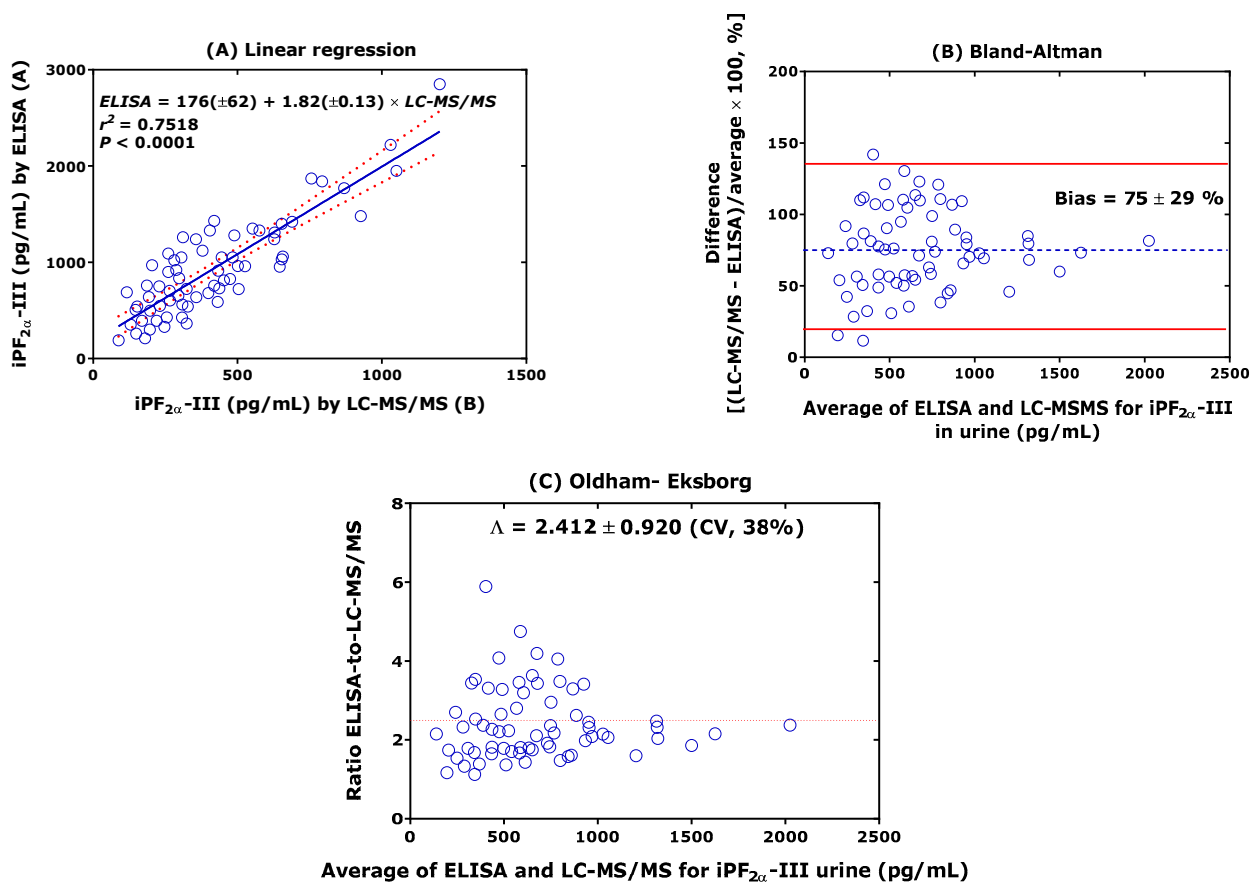 (A) Linear regression
iPF2α-III (pg/mL) by ELISA (A)
3000
2000
1000
0
ELISA = 176(±62) + 1.82(±0.13) × LC-MS/MS
r² = 0.7518
P < 0.0001
0 500 1000 1500
iPF2α-III (pg/mL) by LC-MS/MS (B)
(B) Bland-Altman
Difference
[(LC-MS/MS - ELISA)/average × 100, %]
200
150
100
50
0
Bias = 75 ± 29 %
0 500 1000 1500 2000 2500
Average of ELISA and LC-MSMS for iPF2α-III
in urine (pg/mL)
(C) Oldham- Eksborg
Ratio ELISA-to-LC-MS/MS
8
6
4
2
0
Λ = 2.412 ± 0.920 (CV, 38%)
0 500 1000 1500 2000 2500
Average of ELISA and LC-MS/MS for iPF2α-III urine (pg/mL)